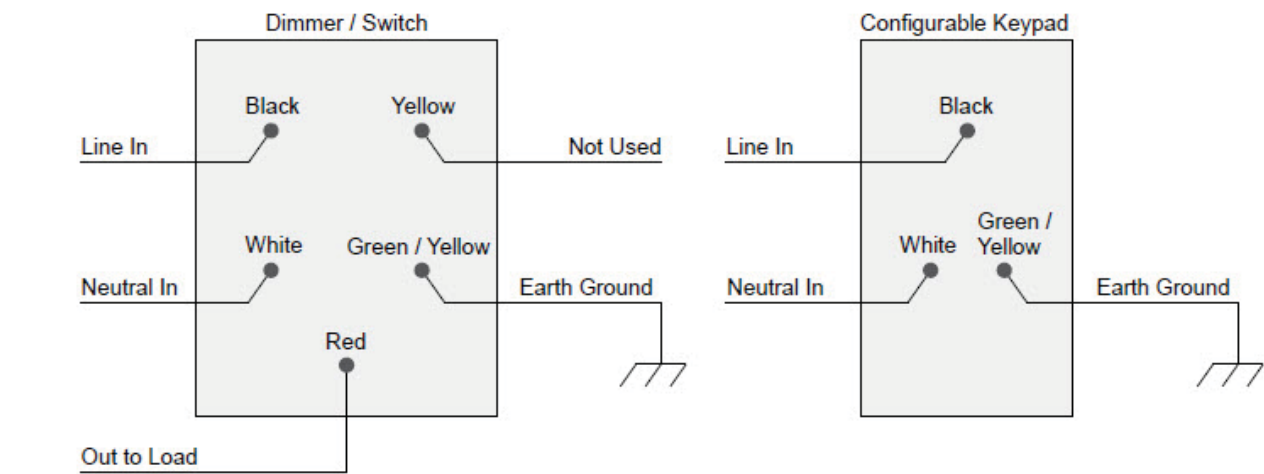 Dimmer / Switch
Black
Yellow
Line In
Not Used
White
Green / Yellow
Neutral In
Earth Ground
Red
Out to Load
Configurable Keypad
Black
Line In
Green /
Yellow
White
Neutral In
Earth Ground